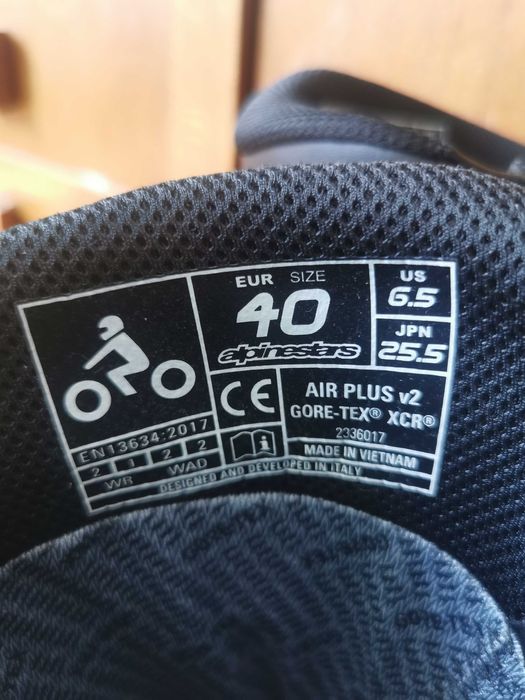 EUR SIZE
40
alpinestars
US
6.5
JPN
25.5
EN13634:2017
2 1 2 2
WR WAD
CE
AIR PLUS v2
GORE-TEX® XCR®
2336017
MADE IN VIETNAM
DESIGNED AND DEVELOPED IN ITALY